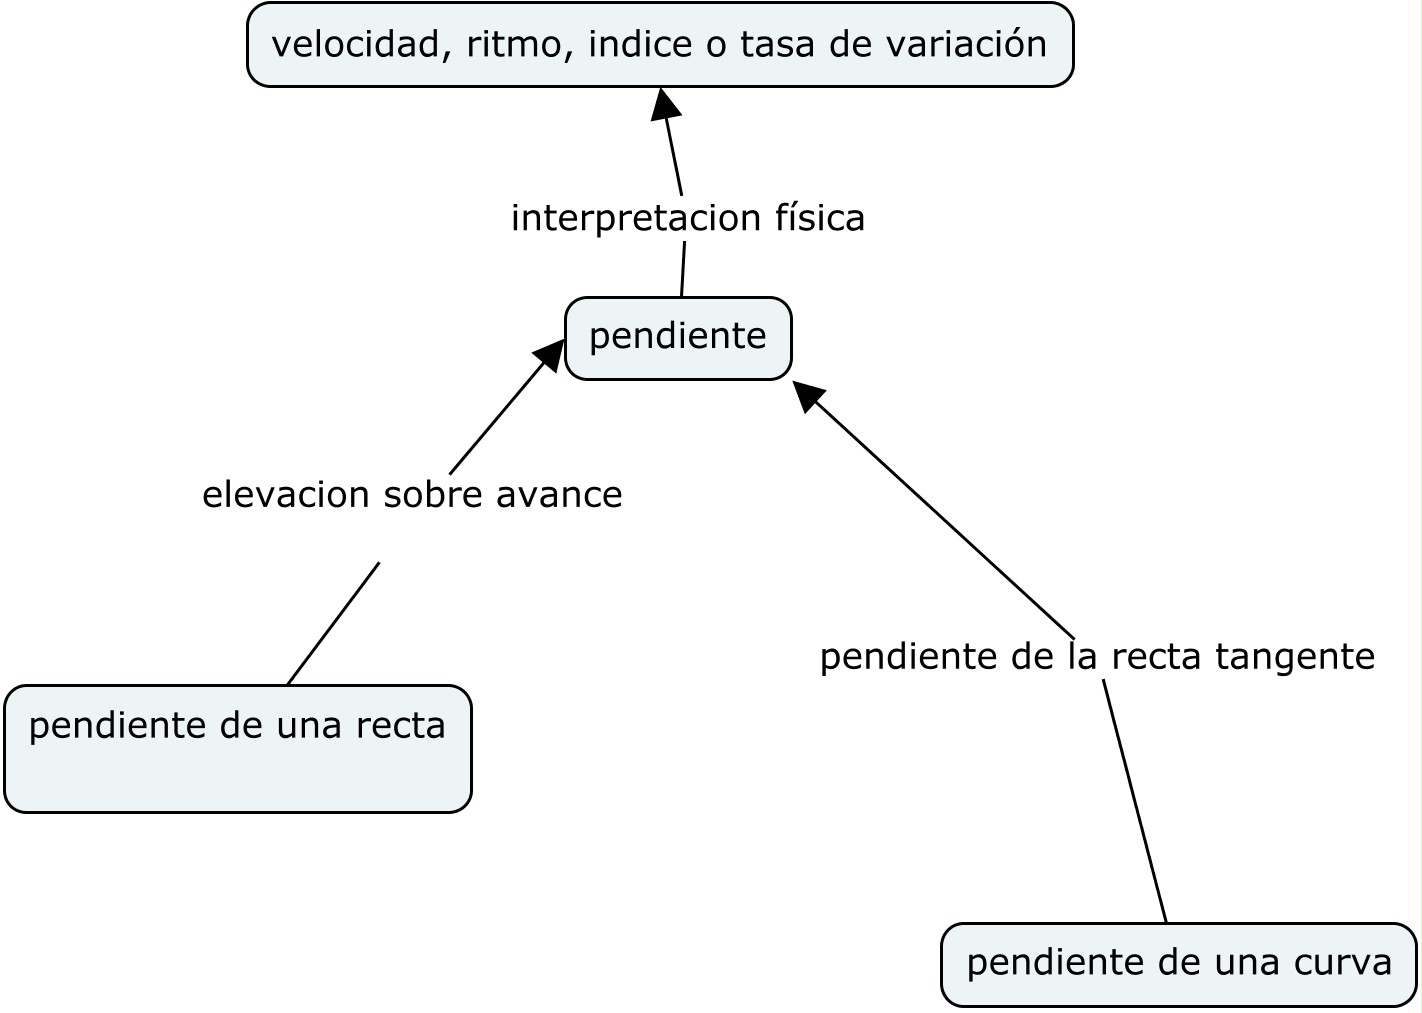 velocidad, ritmo, indice o tasa de variación
interpretacion física
pendiente
elevacion sobre avance
pendiente de la recta tangente
pendiente de una recta
pendiente de una curva